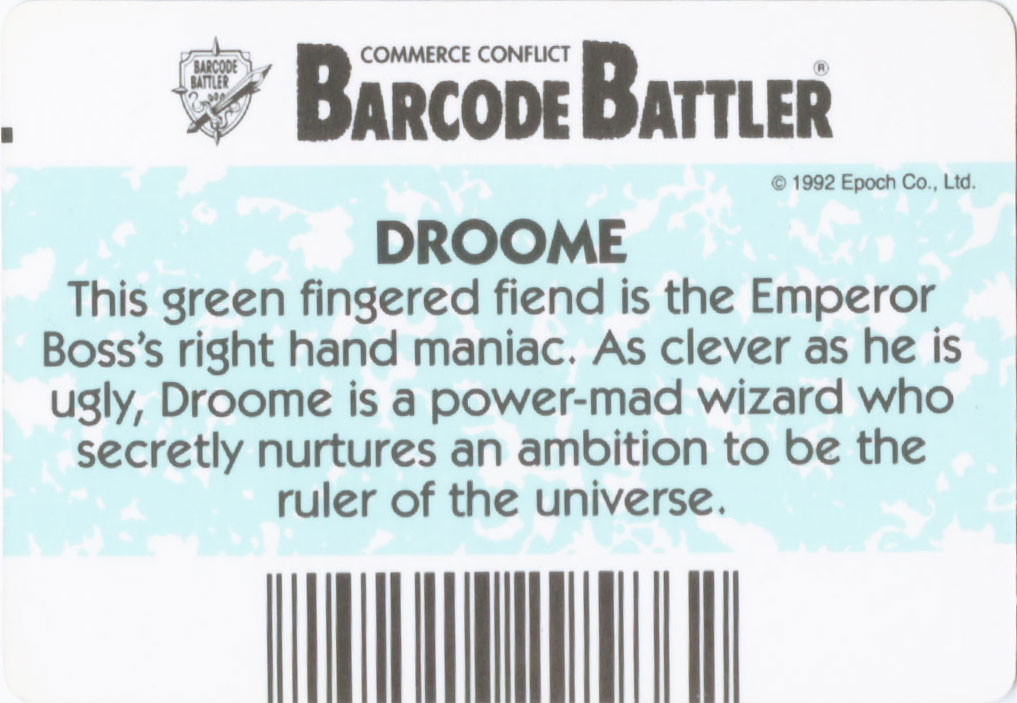 BARCODE
BATTLER
COMMERCE CONFLICT
BARCODE BATTLER®
© 1992 Epoch Co., Ltd.
DROOME
This green fingered fiend is the Emperor
Boss's right hand maniac. As clever as he is
ugly, Droome is a power-mad wizard who
secretly nurtures an ambition to be the
ruler of the universe.